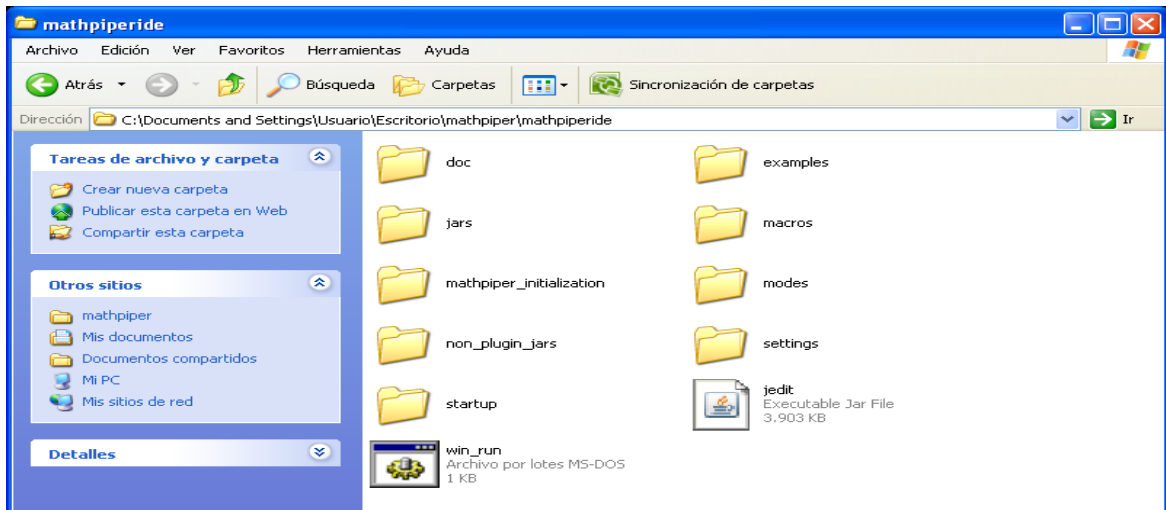 mathpiperide
Archivo Edición Ver Favoritos Herramientas Ayuda
Atrás Búsqueda Carpetas Sincronización de carpetas
Dirección C:\Documents and Settings\Usuario\Escritorio\mathpiper\mathpiperide Ir
Tareas de archivo y carpeta
Crear nueva carpeta
Publicar esta carpeta en Web
Compartir esta carpeta
Otros sitios
mathpiper
Mis documentos
Documentos compartidos
Mi PC
Mis sitios de red
Detalles
doc examples
jars macros
mathpiper_initialization modes
non_plugin_jars settings
startup
jedit
Executable Jar File
3.903 KB
win_run
Archivo por lotes MS-DOS
1 KB